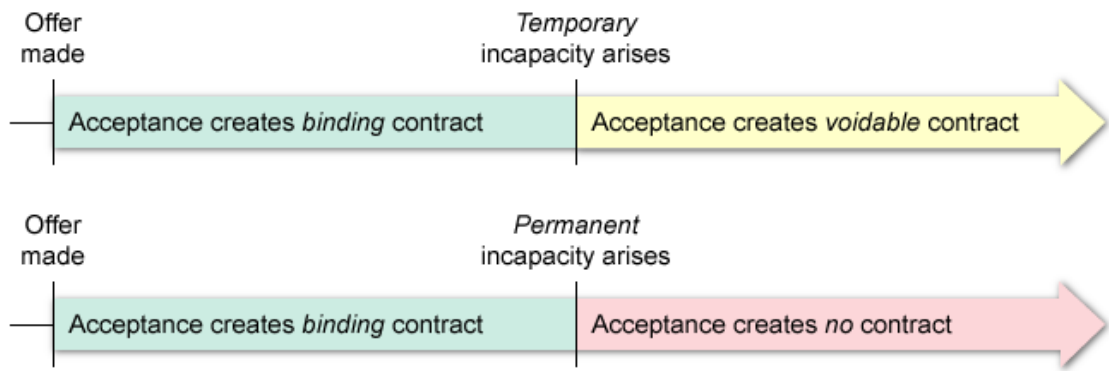 Offer
made
Temporary
incapacity arises
Acceptance creates binding contract
Acceptance creates voidable contract
Offer
made
Permanent
incapacity arises
Acceptance creates binding contract
Acceptance creates no contract